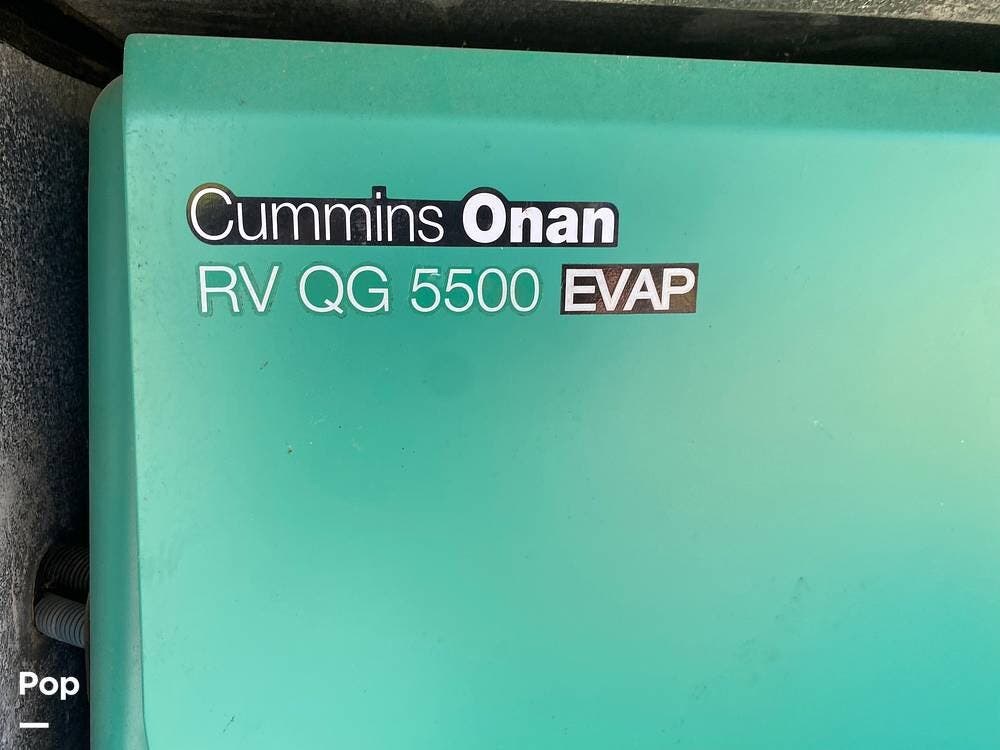 Cummins Onan
RV QG 5500 EVAP
Pop